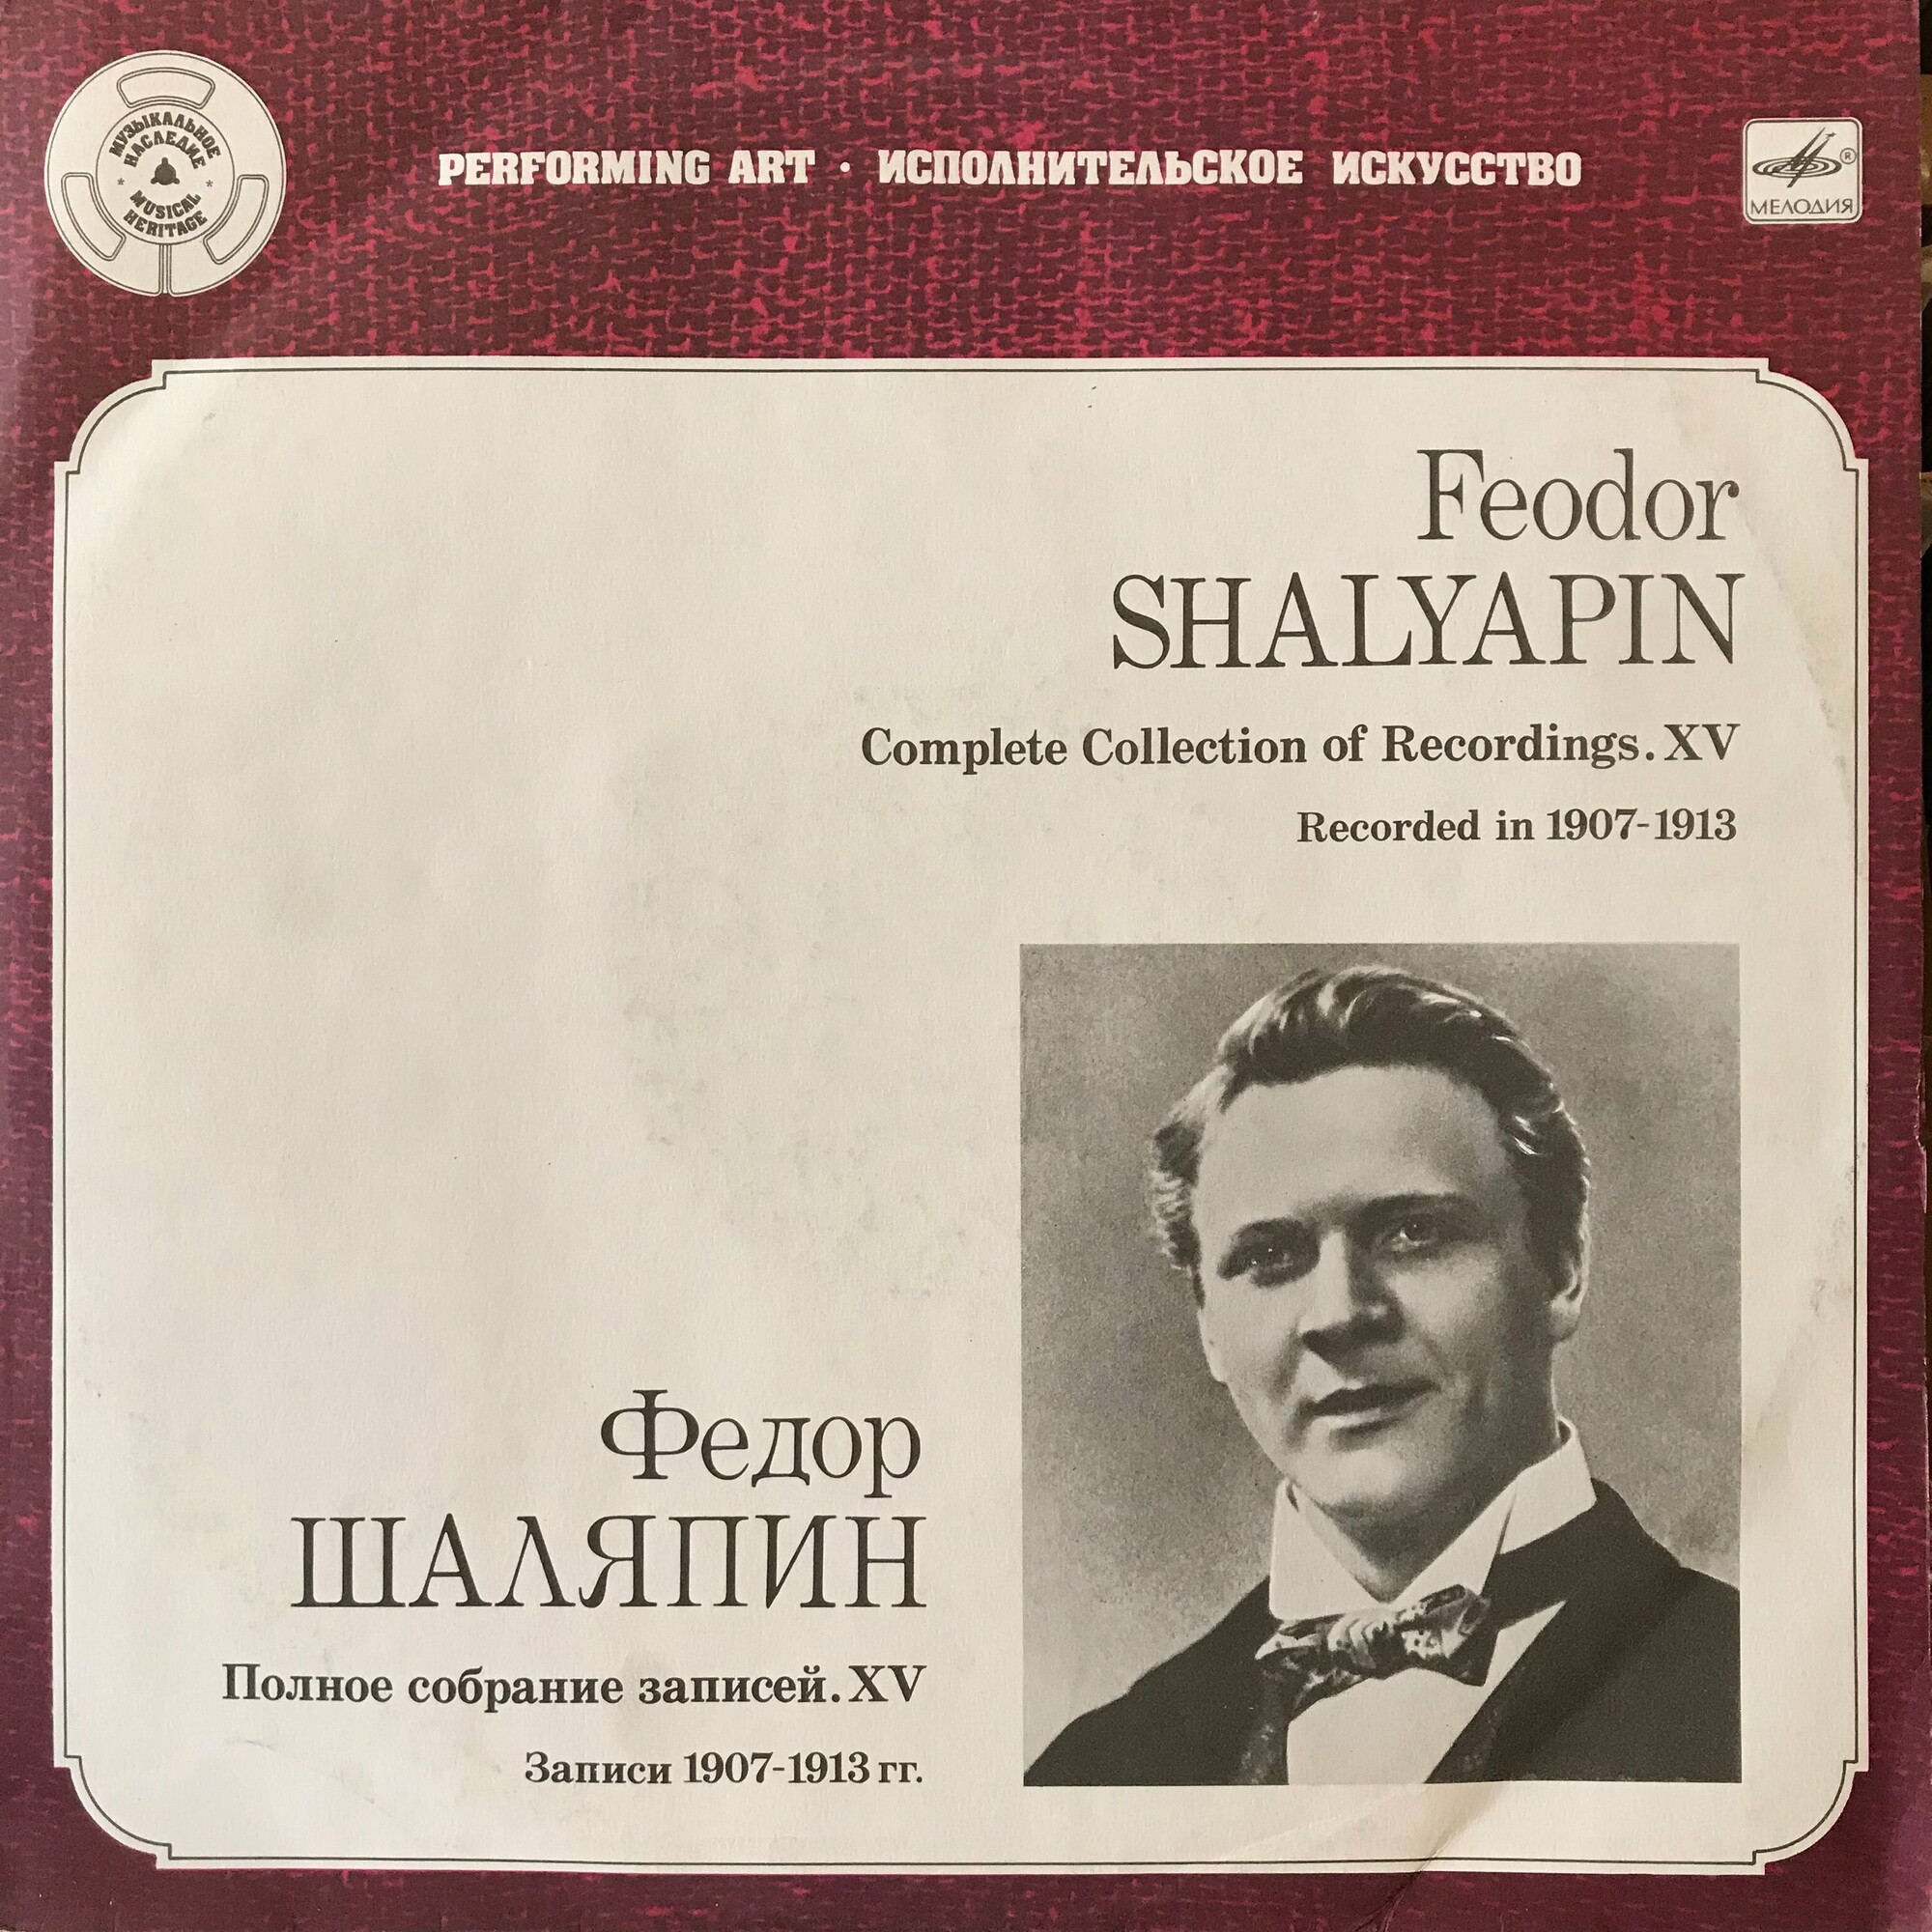 МУЗЫКАЛЬНОЕ
НАСЛЕДИЕ
MUSICAL
HERITAGE
PERFORMING ART · ИСПОЛНИТЕЛЬСКОЕ ИСКУССТВО
®
МЕЛОДИЯ
Feodor
SHALYAPIN
Complete Collection of Recordings. XV
Recorded in 1907-1913
Федор
ШАЛЯПИН
Полное собрание записей. XV
Записи 1907-1913 гг.